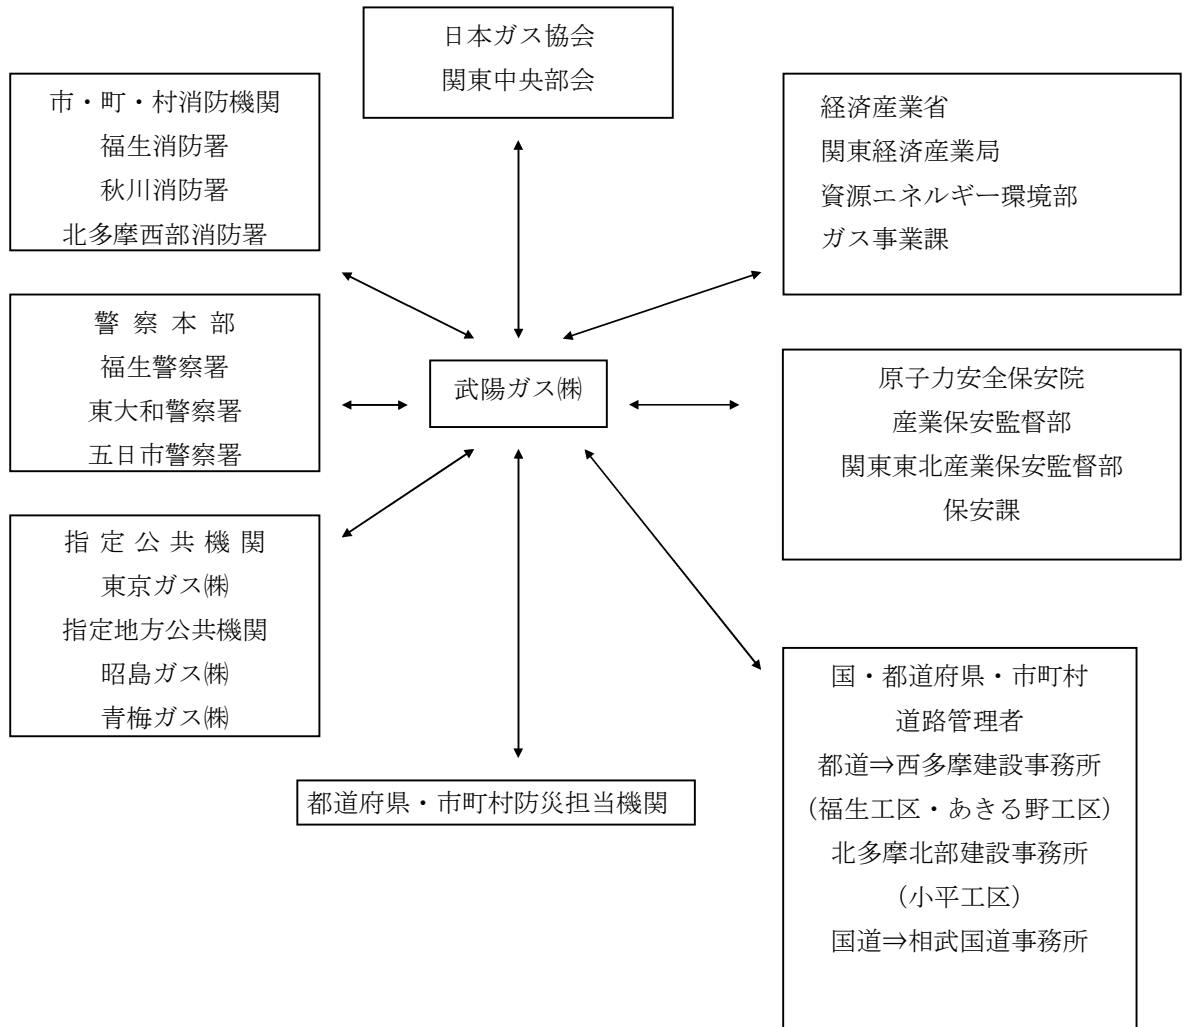 日本ガス協会
関東中央部会
市・町・村消防機関
福生消防署
秋川消防署
北多摩西部消防署
経済産業省
関東経済産業局
資源エネルギー環境部
ガス事業課
警 察 本 部
福生警察署
東大和警察署
五日市警察署
武陽ガス㈱
原子力安全保安院
産業保安監督部
関東東北産業保安監督部
保安課
指 定 公 共 機 関
東京ガス㈱
指定地方公共機関
昭島ガス㈱
青梅ガス㈱
都道府県・市町村防災担当機関
国・都道府県・市町村
道路管理者
都道⇒西多摩建設事務所
（福生工区・あきる野工区）
北多摩北部建設事務所
（小平工区）
国道⇒相武国道事務所